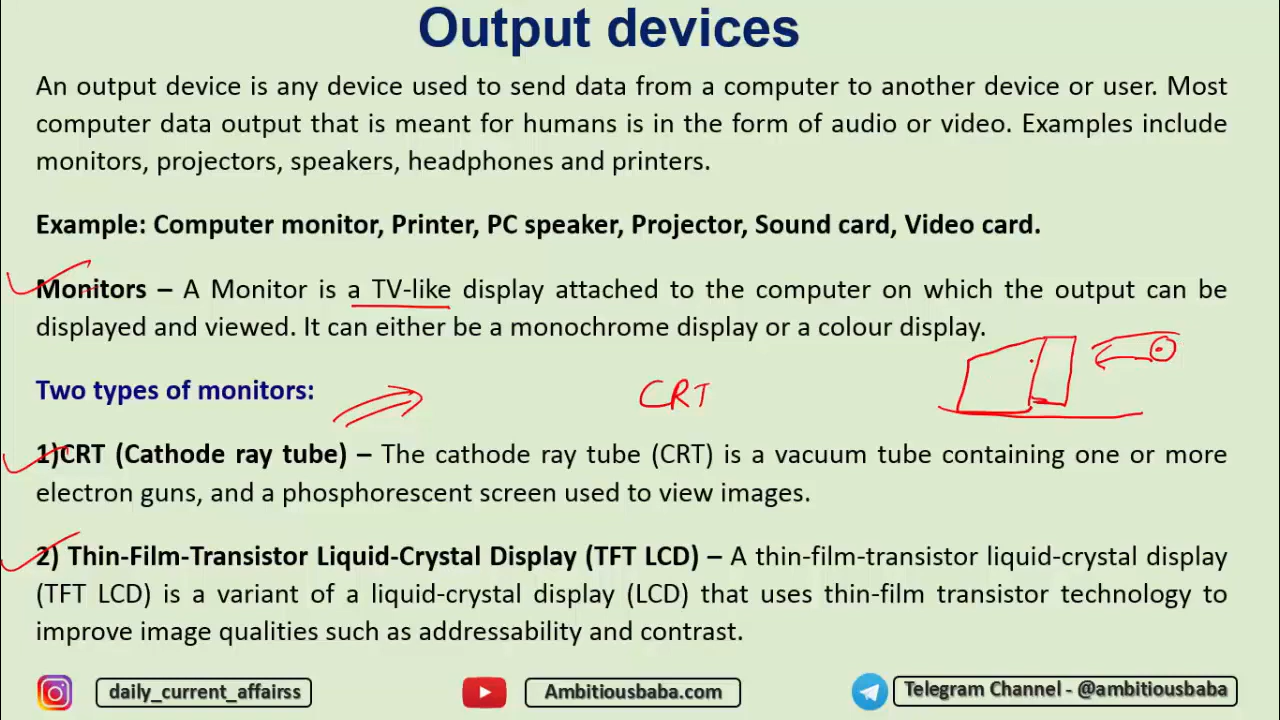 Output devices
An output device is any device used to send data from a computer to another device or user. Most
computer data output that is meant for humans is in the form of audio or video. Examples include
monitors, projectors, speakers, headphones and printers.
Example: Computer monitor, Printer, PC speaker, Projector, Sound card, Video card.
Monitors – A Monitor is a TV-like display attached to the computer on which the output can be
displayed and viewed. It can either be a monochrome display or a colour display.
Two types of monitors:
CRT
1)CRT (Cathode ray tube) – The cathode ray tube (CRT) is a vacuum tube containing one or more
electron guns, and a phosphorescent screen used to view images.
2) Thin-Film-Transistor Liquid-Crystal Display (TFT LCD) – A thin-film-transistor liquid-crystal display
(TFT LCD) is a variant of a liquid-crystal display (LCD) that uses thin-film transistor technology to
improve image qualities such as addressability and contrast.
daily_current_affairss
Ambitiousbaba.com
Telegram Channel - @ambitiousbaba